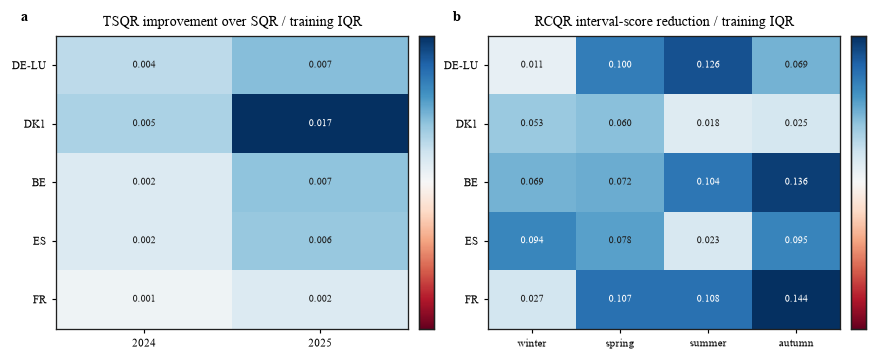 a
TSQR improvement over SQR / training IQR
DE-LU 0.004 0.007
DK1 0.005 0.017
BE 0.002 0.007
ES 0.002 0.006
FR 0.001 0.002
2024 2025
b
RCQR interval-score reduction / training IQR
DE-LU 0.011 0.100 0.126 0.069
DK1 0.053 0.060 0.018 0.025
BE 0.069 0.072 0.104 0.136
ES 0.094 0.078 0.023 0.095
FR 0.027 0.107 0.108 0.144
winter spring summer autumn